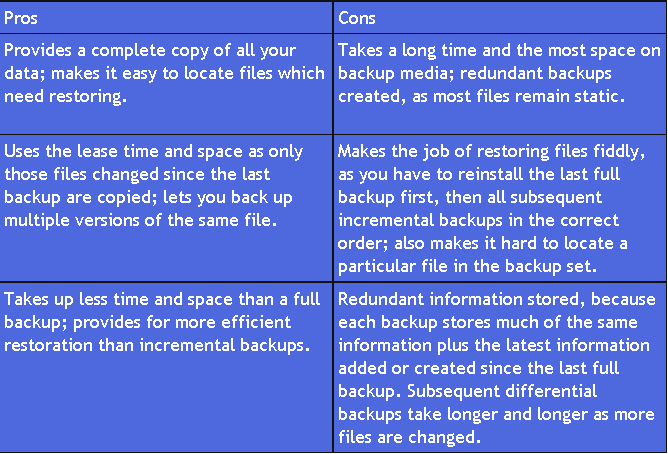 Pros
Cons
Provides a complete copy of all your
data; makes it easy to locate files which
need restoring.
Takes a long time and the most space on
backup media; redundant backups
created, as most files remain static.
Uses the lease time and space as only
those files changed since the last
backup are copied; lets you back up
multiple versions of the same file.
Makes the job of restoring files fiddly,
as you have to reinstall the last full
backup first, then all subsequent
incremental backups in the correct
order; also makes it hard to locate a
particular file in the backup set.
Takes up less time and space than a full
backup; provides for more efficient
restoration than incremental backups.
Redundant information stored, because
each backup stores much of the same
information plus the latest information
added or created since the last full
backup. Subsequent differential
backups take longer and longer as more
files are changed.